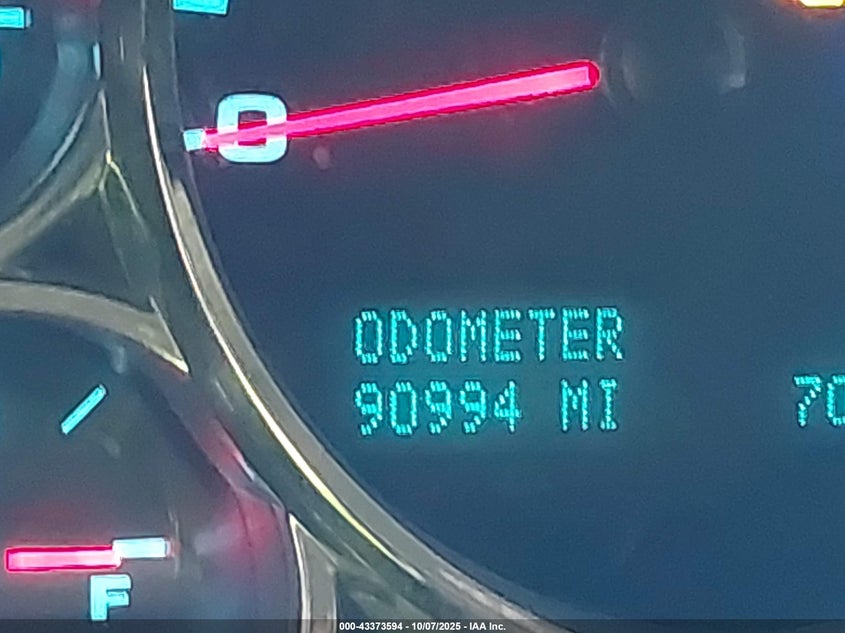 0
ODOMETER
90994 MI
70
F
000-43373594 - 10/07/2025 - IAA Inc.